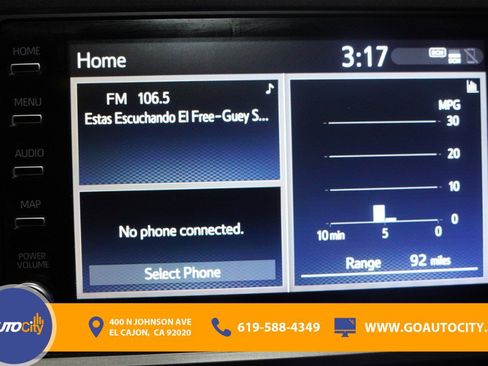 HOME
MENU
AUDIO
MAP
POWER
VOLUME
Home
3:17
DCM
FM 106.5
Estas Escuchando El Free-Guey S...
No phone connected.
Select Phone
MPG
30
20
10
0
10 min 5 0
Range 92 miles
AUTOCITY
400 N JOHNSON AVE
EL CAJON, CA 92020
619-588-4349
WWW.GOAUTOCITY.